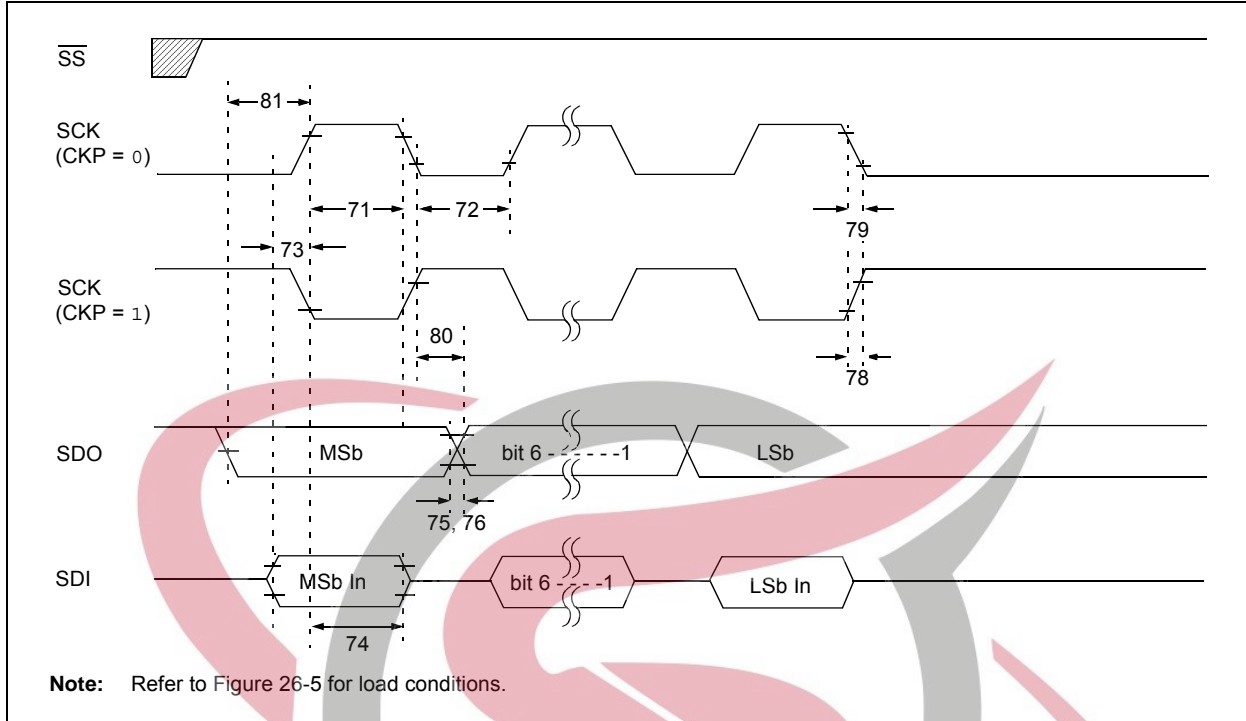 SS
81
SCK
(CKP = 0)
71
72
79
73
SCK
(CKP = 1)
80
78
SDO
MSb
bit 6 - - - - - -1
LSb
75, 76
SDI
MSb In
bit 6 - - - -1
LSb In
74
Note: Refer to Figure 26-5 for load conditions.